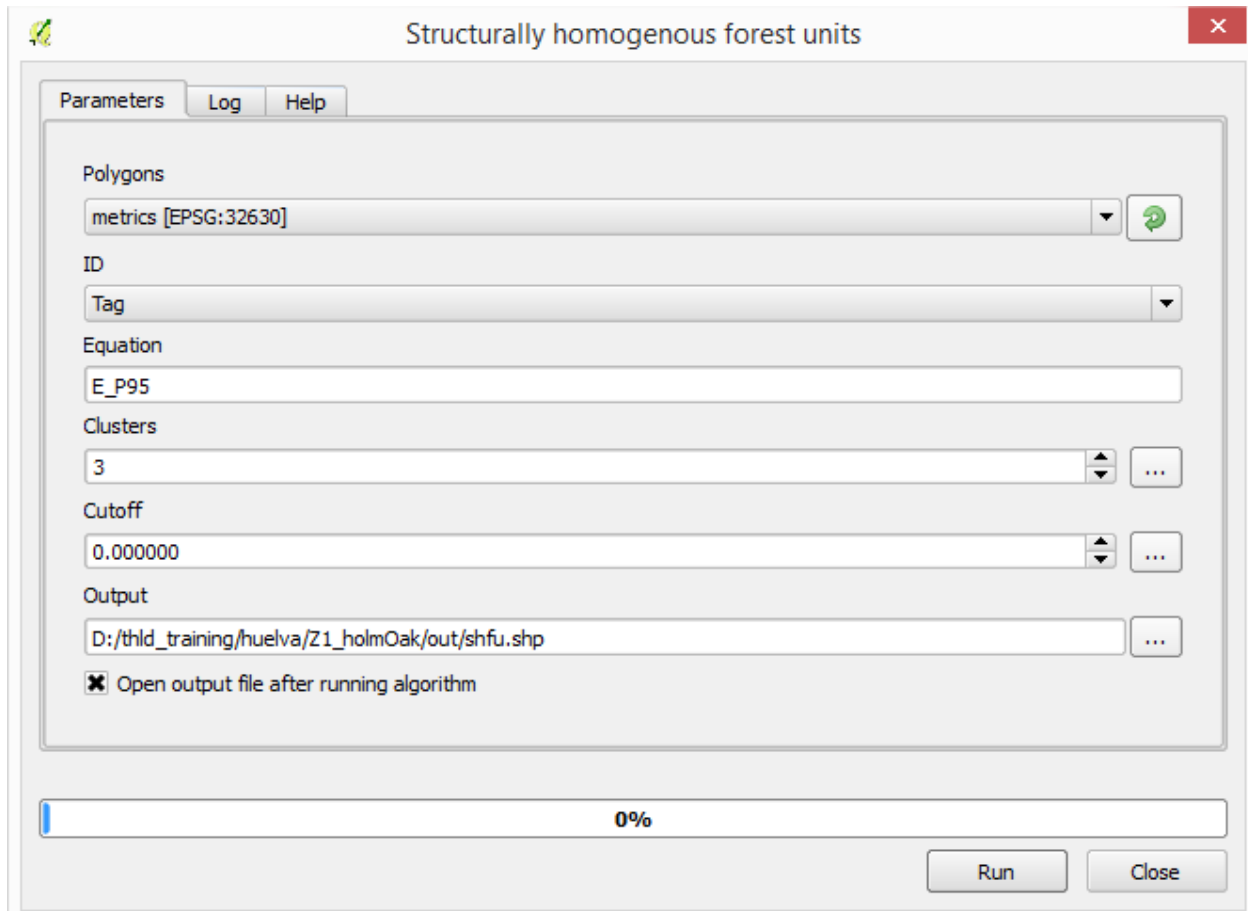 Structurally homogenous forest units
Parameters Log Help
Polygons
metrics [EPSG:32630]
ID
Tag
Equation
E_P95
Clusters
3
...
Cutoff
0.000000
...
Output
D:/thld_training/huelva/Z1_holmOak/out/shfu.shp
...
Open output file after running algorithm
0%
Run Close